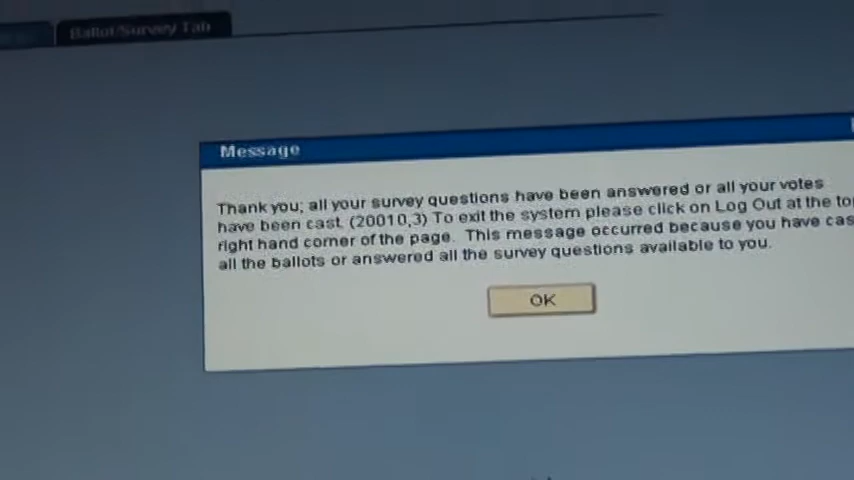 Ballot/Survey Tab
Message
Thank you; all your survey questions have been answered or all your votes
have been cast. (20010,3) To exit the system please click on Log Out at the top
right hand corner of the page. This message occurred because you have cas
all the ballots or answered all the survey questions available to you.
OK